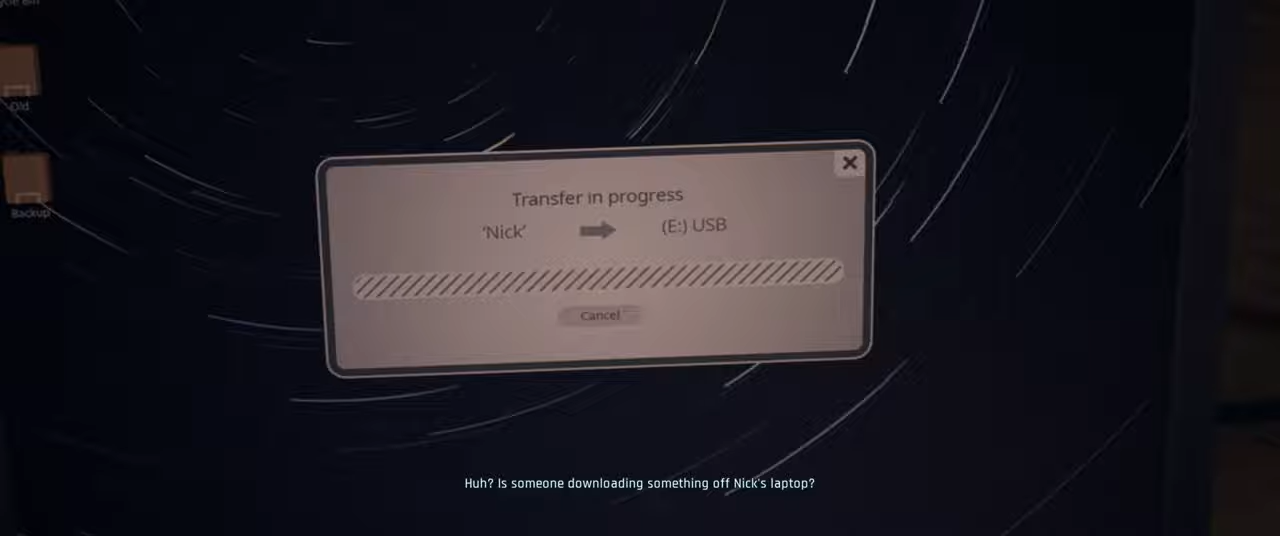 Old
Backup
Transfer in progress
'Nick'
(E:) USB
Cancel
Huh? Is someone downloading something off Nick's laptop?